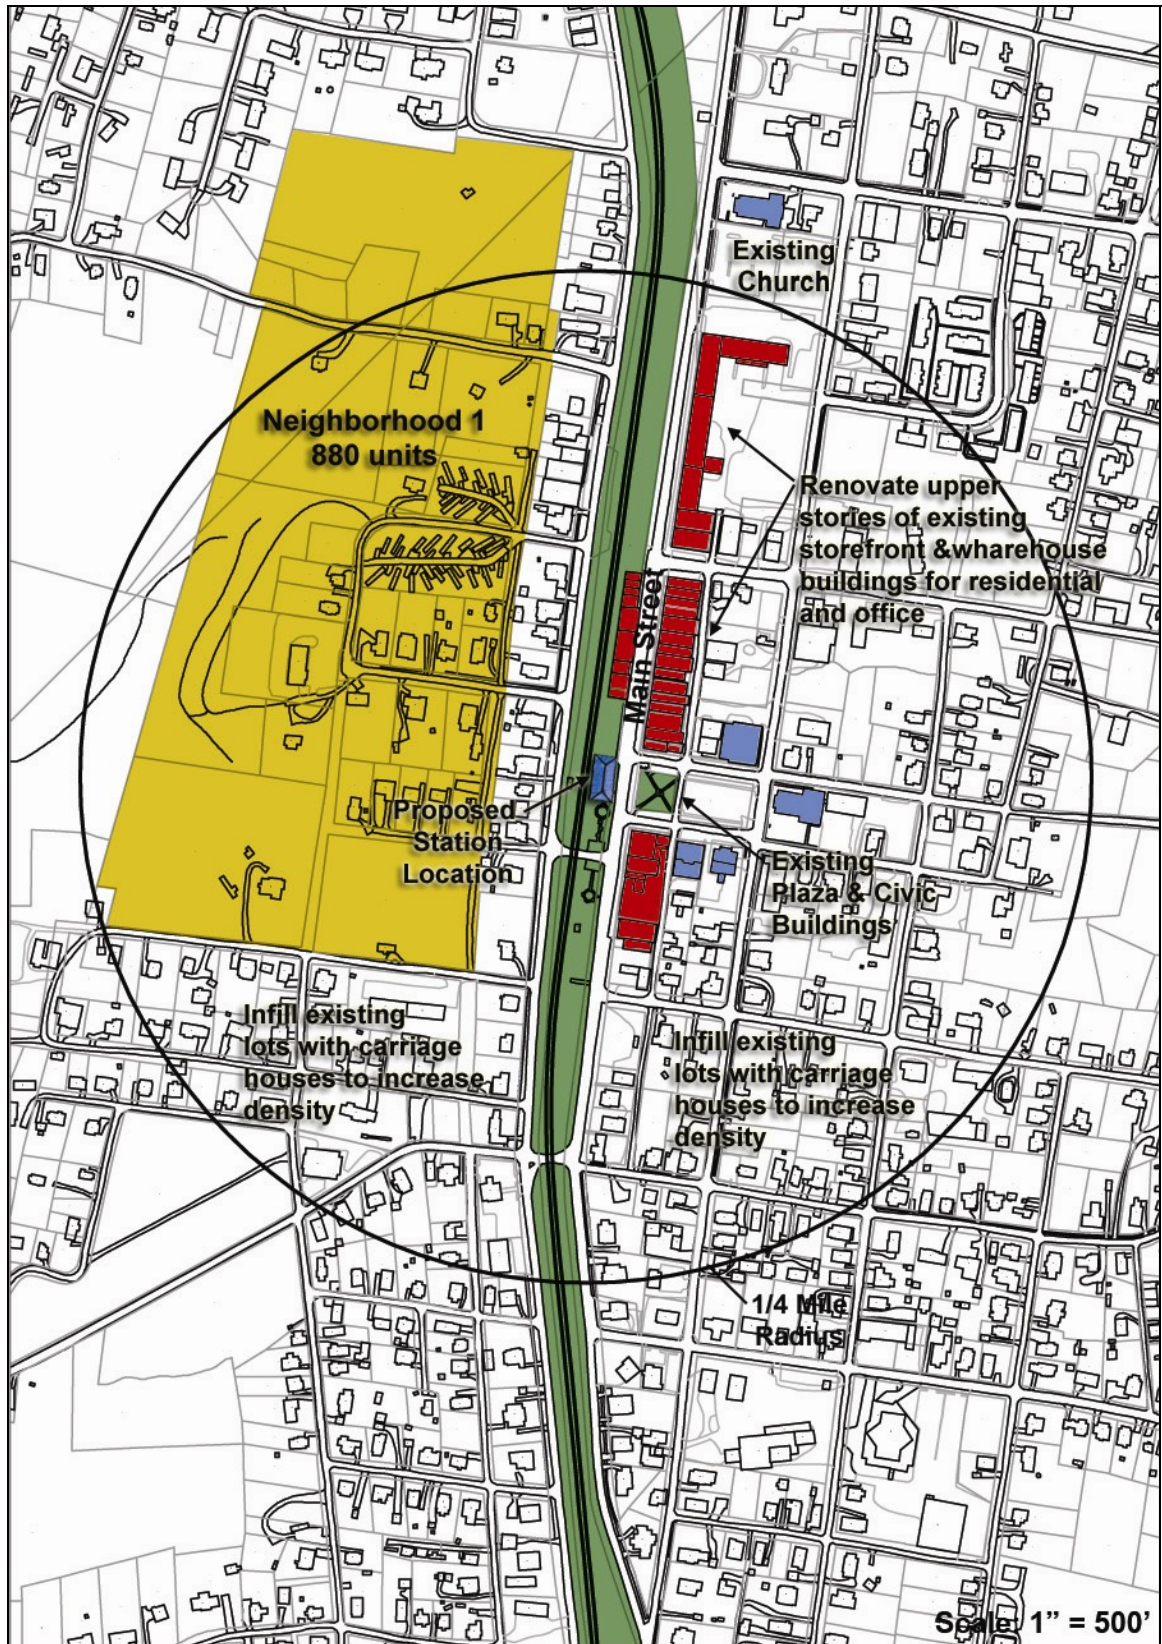 Existing
Church
Neighborhood 1
880 units
Renovate upper
stories of existing
storefront &wharehouse
buildings for residential
and office
Main Street
Proposed
Station
Location
Existing
Plaza & Civic
Buildings
Infill existing
lots with carriage
houses to increase
density
Infill existing
lots with carriage
houses to increase
density
1/4 Mile
Radius
Scale: 1” = 500’